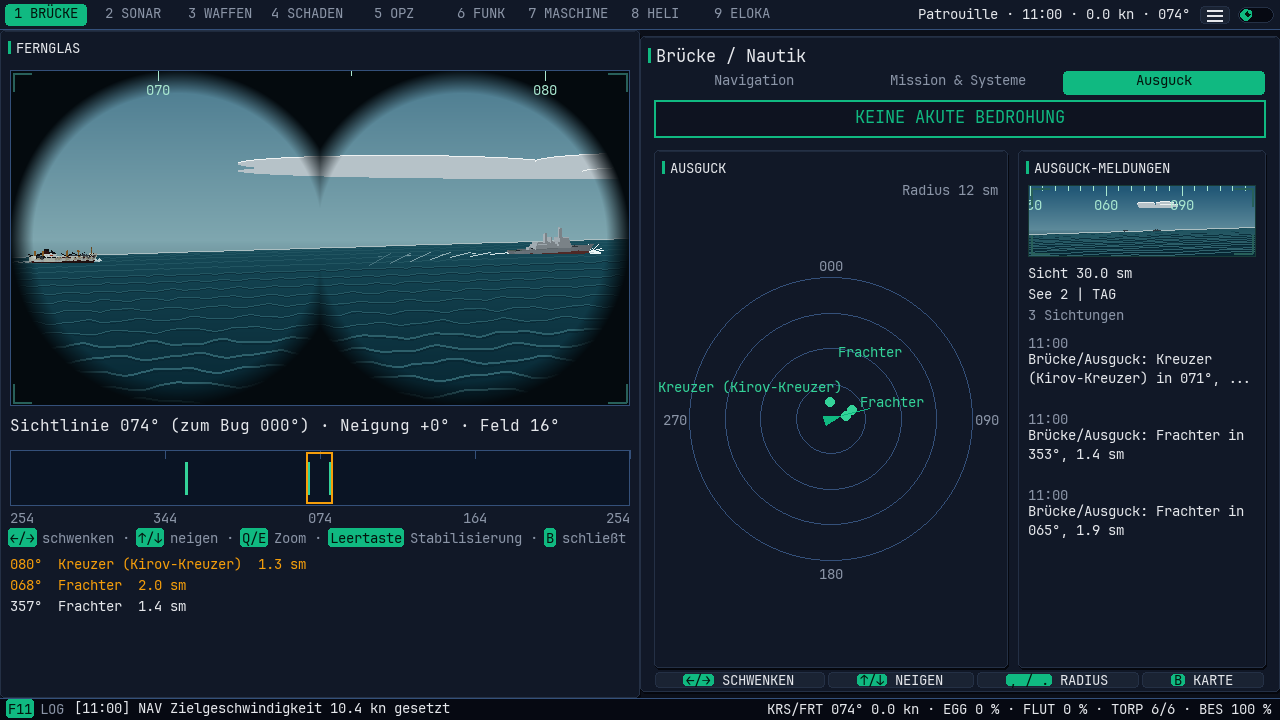 1 BRÜCKE 2 SONAR 3 WAFFEN 4 SCHADEN 5 OPZ 6 FUNK 7 MASCHINE 8 HELI 9 ELOKA Patrouille · 11:00 · 0.0 kn · 074°
FERNGLAS
070 080
Sichtlinie 074° (zum Bug 000°) · Neigung +0° · Feld 16°
254 344 074 164 254
←/→ schwenken · ↑/↓ neigen · Q/E Zoom · Leertaste Stabilisierung · B schließt
080° Kreuzer (Kirov-Kreuzer) 1.3 sm
068° Frachter 2.0 sm
357° Frachter 1.4 sm
Brücke / Nautik
Navigation Mission & Systeme Ausguck
KEINE AKUTE BEDROHUNG
AUSGUCK
Radius 12 sm
000
Frachter
Kreuzer (Kirov-Kreuzer)
Frachter
270 090
180
AUSGUCK-MELDUNGEN
060 090
Sicht 30.0 sm
See 2 | TAG
3 Sichtungen
11:00
Brücke/Ausguck: Kreuzer
(Kirov-Kreuzer) in 071°, ...
11:00
Brücke/Ausguck: Frachter in
353°, 1.4 sm
11:00
Brücke/Ausguck: Frachter in
065°, 1.9 sm
←/→ SCHWENKEN ↑/↓ NEIGEN , / . RADIUS B KARTE
F11 LOG [11:00] NAV Zielgeschwindigkeit 10.4 kn gesetzt KRS/FRT 074° 0.0 kn · EGG 0 % · FLUT 0 % · TORP 6/6 · BES 100 %